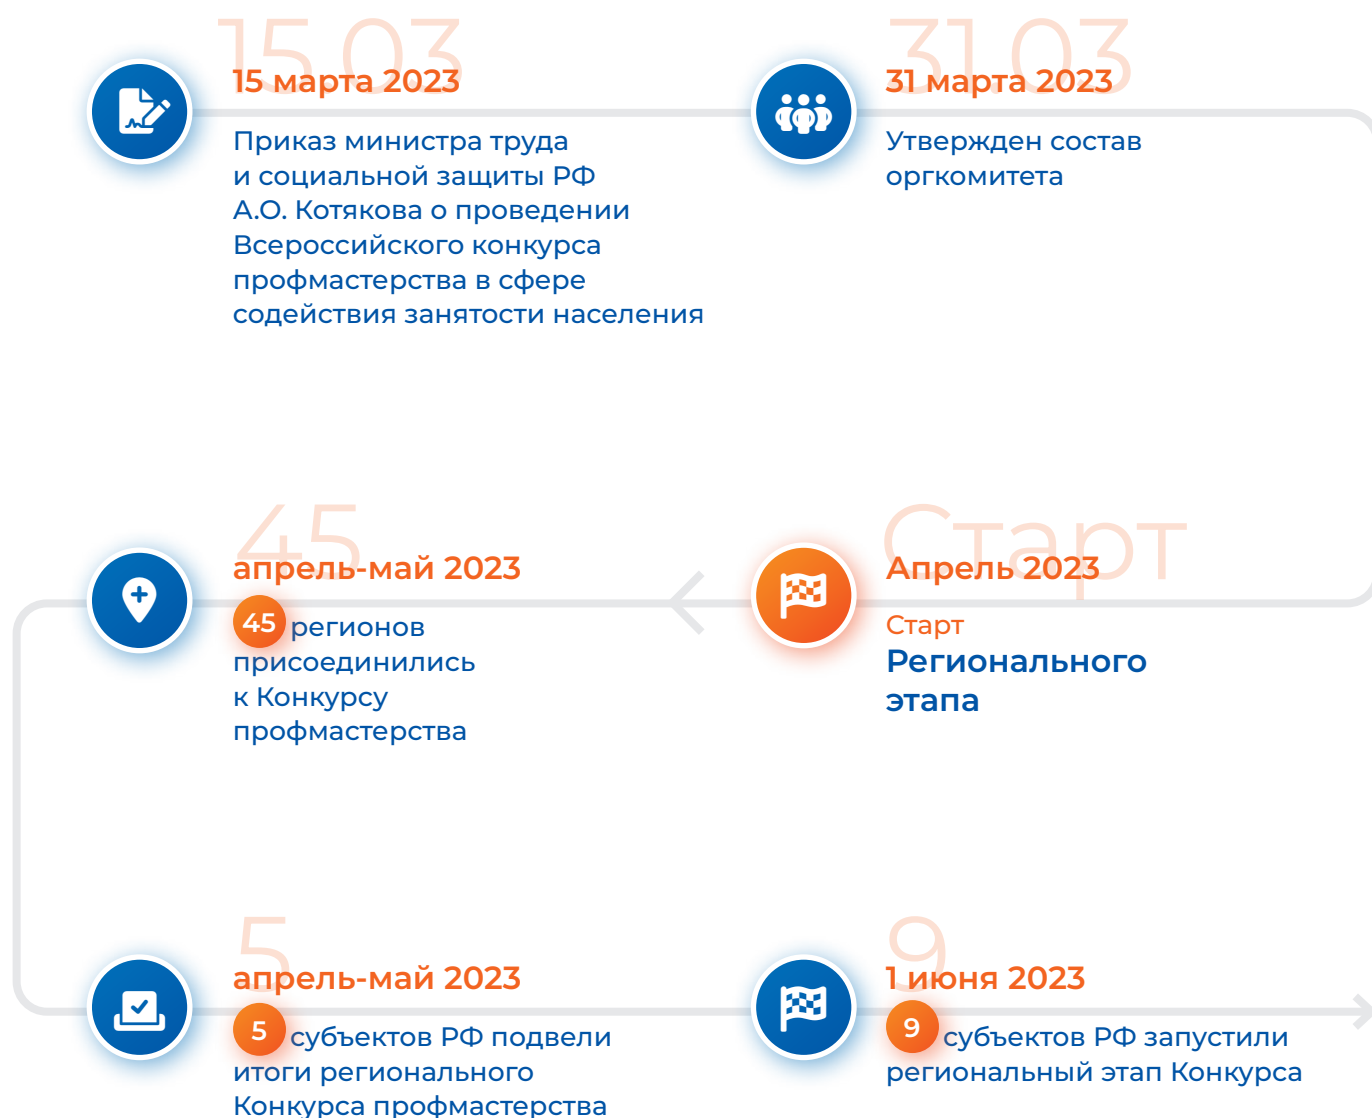 15.03
15 марта 2023
Приказ министра труда
и социальной защиты РФ
А.О. Котякова о проведении
Всероссийского конкурса
профмастерства в сфере
содействия занятости населения
31.03
31 марта 2023
Утвержден состав
оргкомитета
Старт
Апрель 2023
Старт
Регионального
этапа
45
апрель-май 2023
45 регионов
присоединились
к Конкурсу
профмастерства
5
апрель-май 2023
5 субъектов РФ подвели
итоги регионального
Конкурса профмастерства
9
1 июня 2023
9 субъектов РФ запустили
региональный этап Конкурса